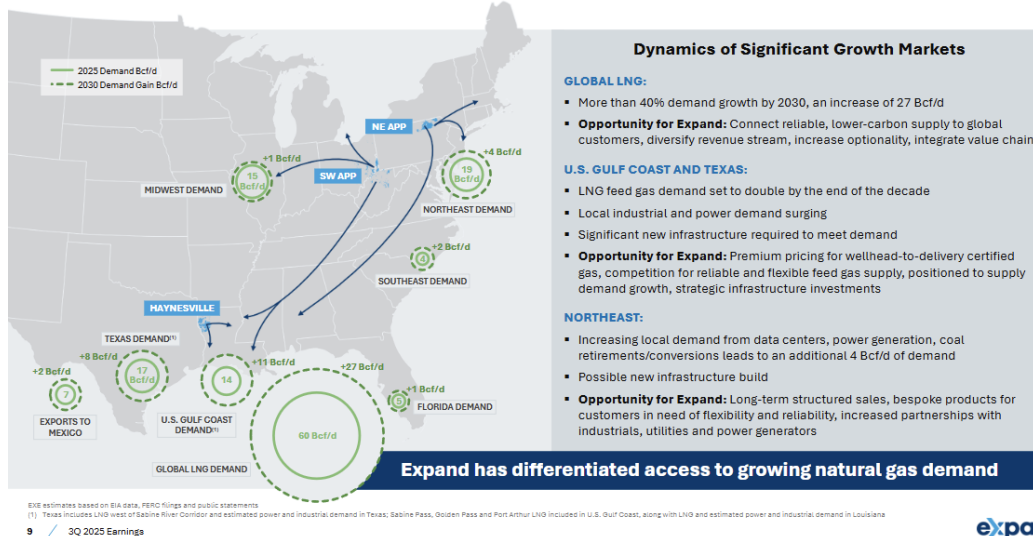 2025 Demand Bcf/d
2030 Demand Gain Bcf/d
NE APP
SW APP
+1 Bcf/d
15
Bcf/d
MIDWEST DEMAND
+4 Bcf/d
19
Bcf/d
NORTHEAST DEMAND
+2 Bcf/d
4
SOUTHEAST DEMAND
HAYNESVILLE
TEXAS DEMAND(1)
+8 Bcf/d
17
Bcf/d
+2 Bcf/d
7
EXPORTS TO
MEXICO
+11 Bcf/d
14
U.S. GULF COAST
DEMAND(1)
+27 Bcf/d
60 Bcf/d
GLOBAL LNG DEMAND
+1 Bcf/d
5
FLORIDA DEMAND
Dynamics of Significant Growth Markets
GLOBAL LNG:
▪ More than 40% demand growth by 2030, an increase of 27 Bcf/d
▪ Opportunity for Expand: Connect reliable, lower-carbon supply to global
customers, diversify revenue stream, increase optionality, integrate value chain
U.S. GULF COAST AND TEXAS:
▪ LNG feed gas demand set to double by the end of the decade
▪ Local industrial and power demand surging
▪ Significant new infrastructure required to meet demand
▪ Opportunity for Expand: Premium pricing for wellhead-to-delivery certified
gas, competition for reliable and flexible feed gas supply, positioned to supply
demand growth, strategic infrastructure investments
NORTHEAST:
▪ Increasing local demand from data centers, power generation, coal
retirements/conversions leads to an additional 4 Bcf/d of demand
▪ Possible new infrastructure build
▪ Opportunity for Expand: Long-term structured sales, bespoke products for
customers in need of flexibility and reliability, increased partnerships with
industrials, utilities and power generators
Expand has differentiated access to growing natural gas demand
EXE estimates based on EIA data, FERC filings and public statements
(1) Texas includes LNG west of Sabine River Corridor and estimated power and industrial demand in Texas; Sabine Pass, Golden Pass and Port Arthur LNG included in U.S. Gulf Coast, along with LNG and estimated power and industrial demand in Louisiana
9 / 3Q 2025 Earnings
expa